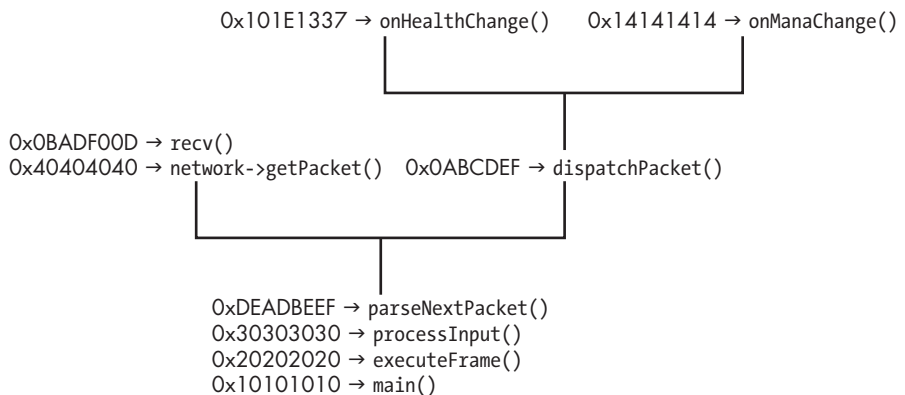 0x101E1337 → onHealthChange() 0x14141414 → onManaChange()
0x0BADF00D → recv()
0x40404040 → network->getPacket() 0x0ABCDEF → dispatchPacket()
0xDEADBEEF → parseNextPacket()
0x30303030 → processInput()
0x20202020 → executeFrame()
0x10101010 → main()